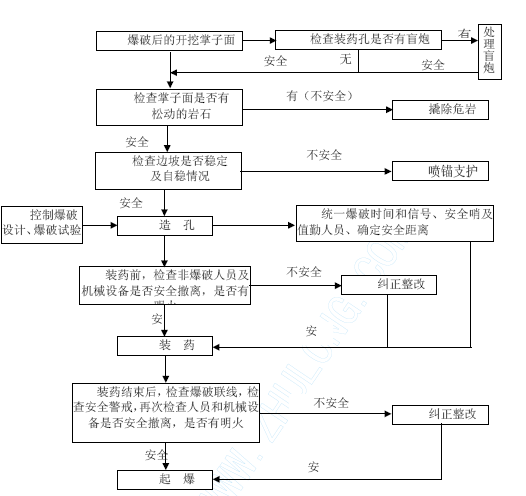 爆破后的开挖掌子面
检查装药孔是否有盲炮
有
处
理
盲
炮
安全
无
安全
检查掌子面是否有
松动的岩石
有（不安全）
撬除危岩
安全
检查边坡是否稳定
及自稳情况
不安全
喷锚支护
安全
控制爆破
设计、爆破试验
造 孔
统一爆破时间和信号、安全哨及
值勤人员、确定安全距离
装药前，检查非爆破人员及
机械设备是否安全撤离，是否有
明火
不安全
纠正整改
安
安
装 药
装药结束后，检查爆破联线，检
查安全警戒，再次检查人员和机械设
备是否安全撤离，是否有明火
不安全
纠正整改
安全
安
起 爆
WWW.ZHULONG.COM